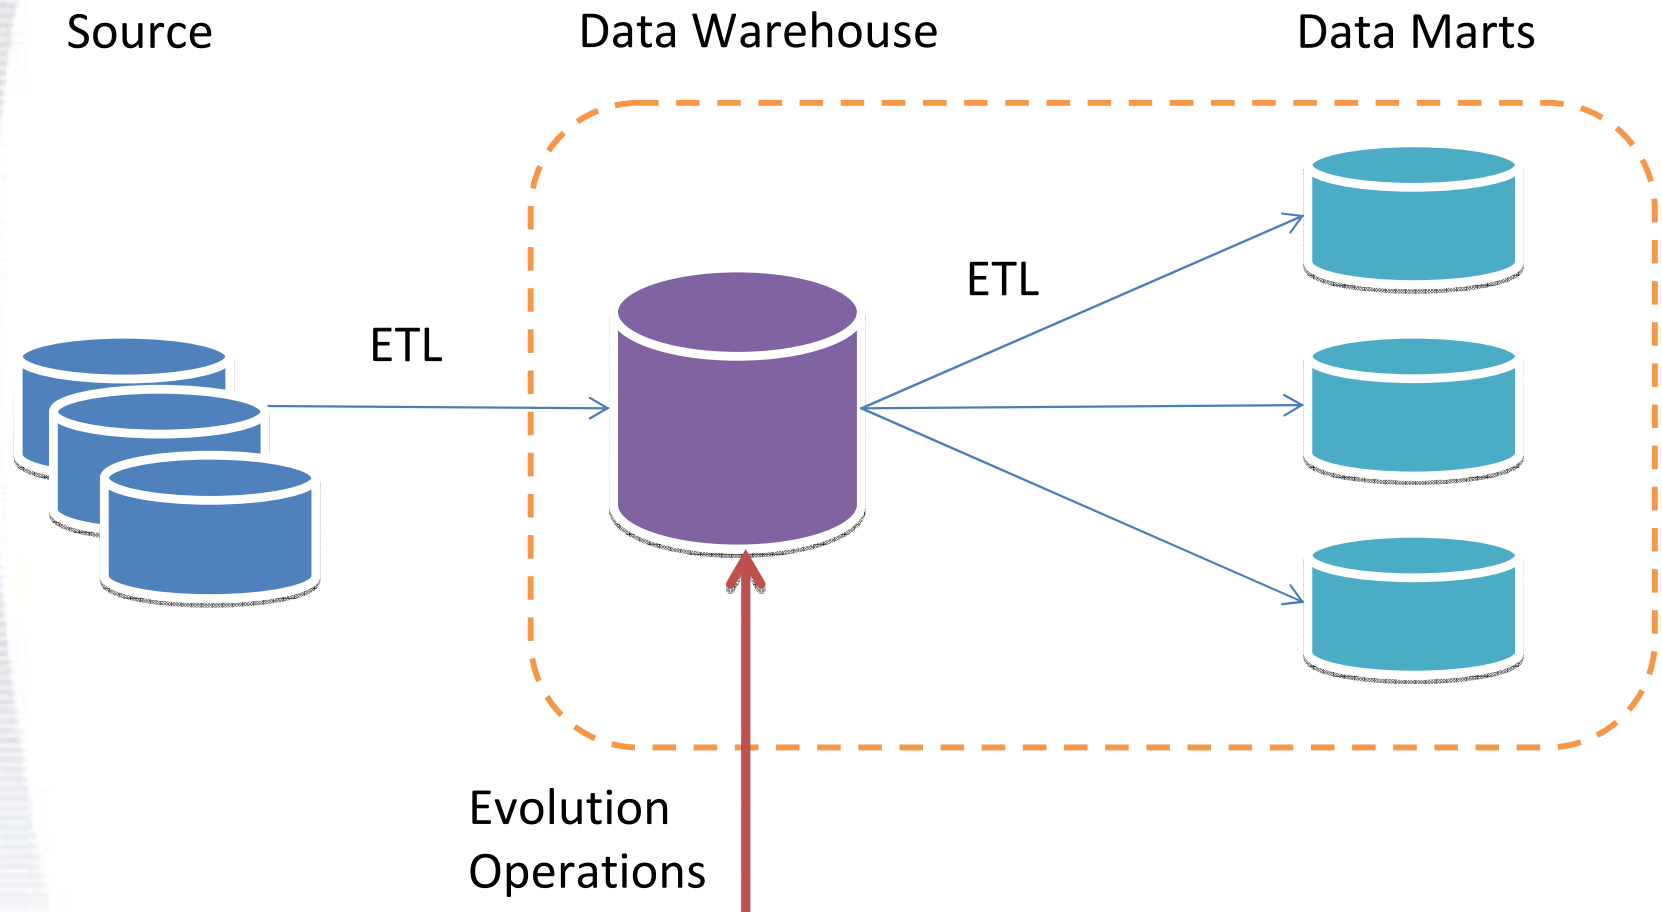 Source
Data Warehouse
Data Marts
ETL
ETL
Evolution
Operations